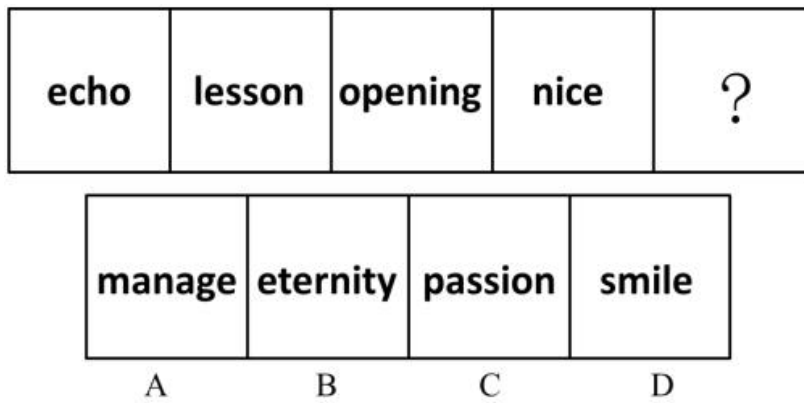 echo lesson opening nice ?
manage eternity passion smile
A B C D